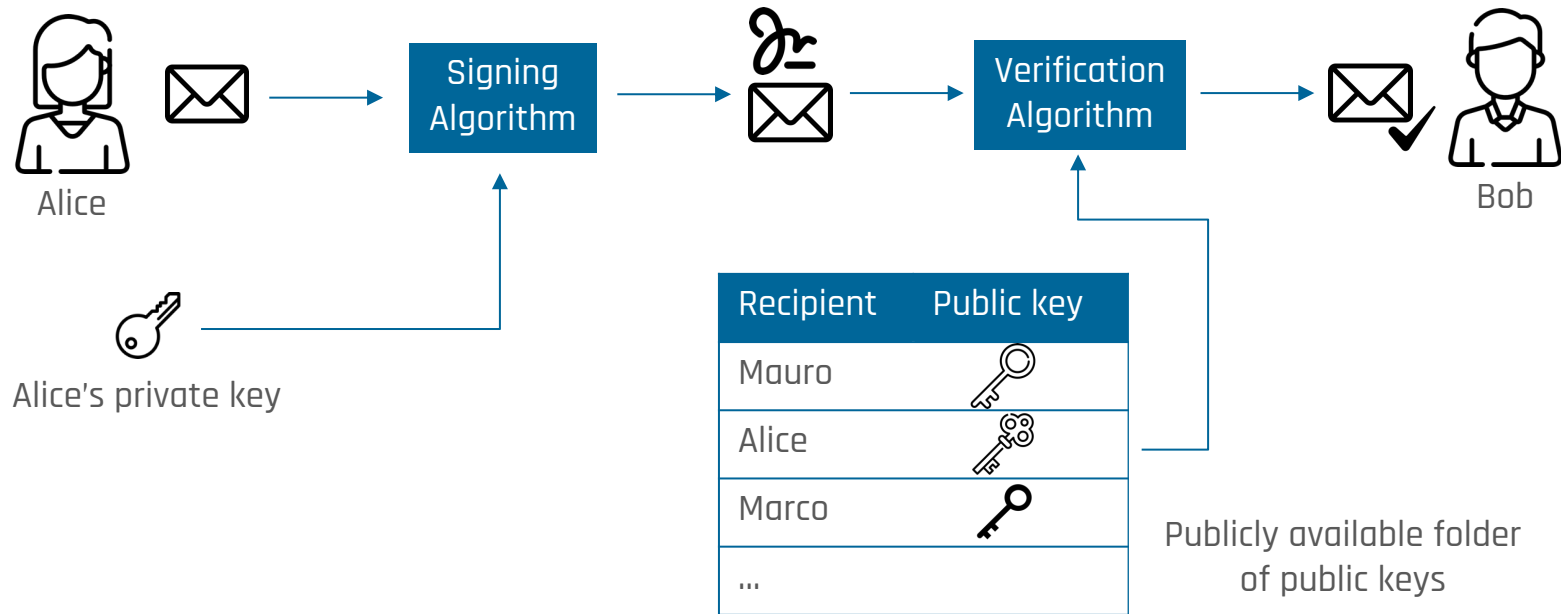 Signing
Algorithm
Verification
Algorithm
Alice
Bob
Alice's private key
Recipient Public key
Mauro
Alice
Marco
...
Publicly available folder
of public keys